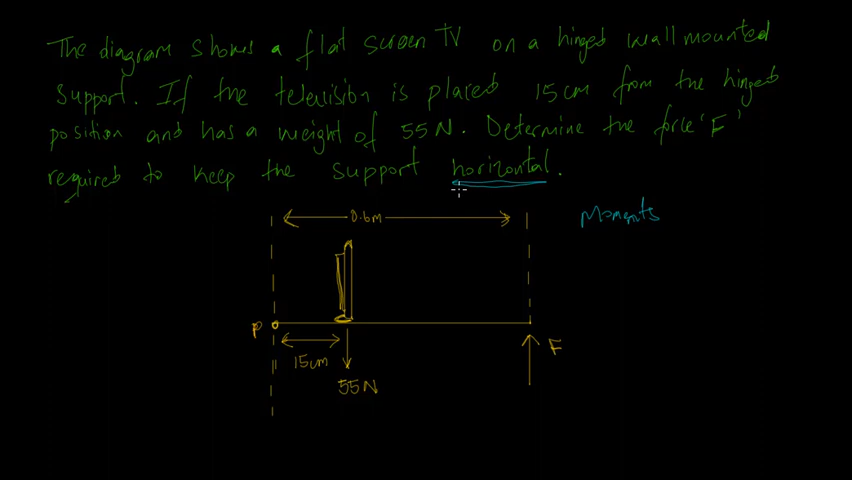 The diagram shows a flat screen TV on a hinged wall mounted
support. If the television is placed 15cm from the hinged
position and has a weight of 55N. Determine the force 'F'
required to keep the support horizontal.
0.6m
Moments
P
15cm
F
55N